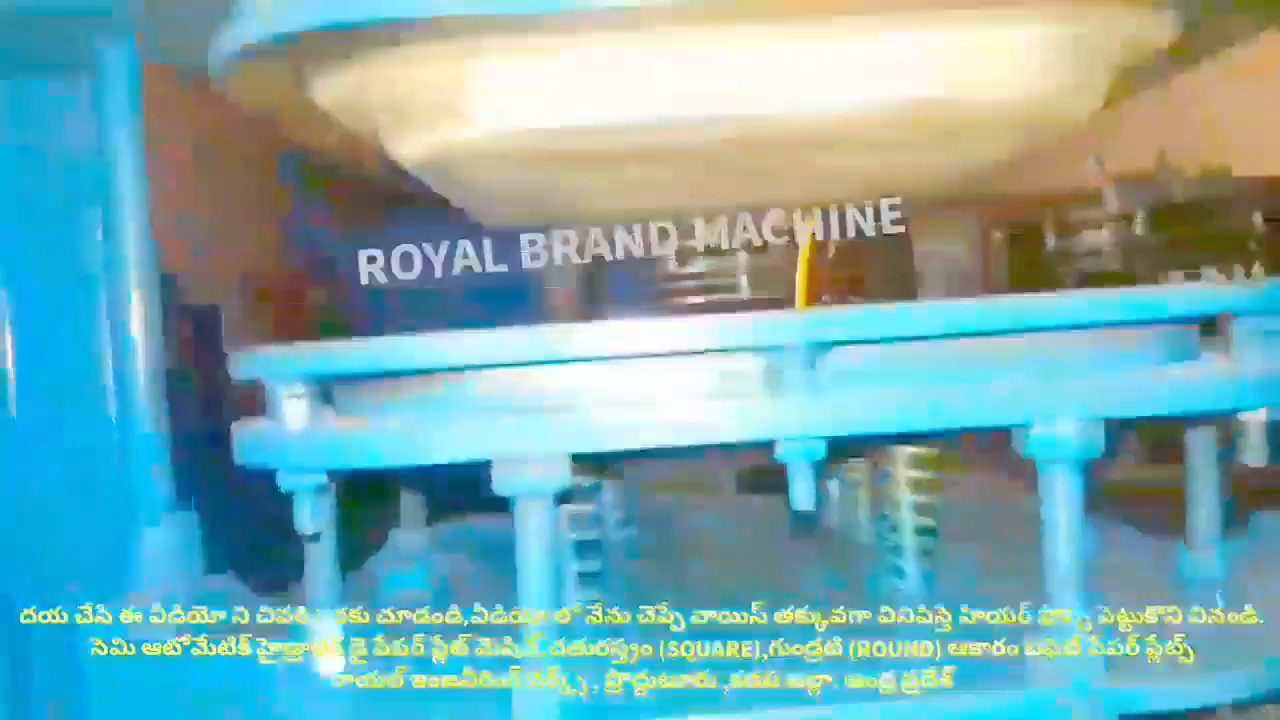 ROYAL BRAND MACHINE
దయ చేసి ఈ వీడియో ని చివరి వరకు చూడండి,వీడియో లో నేను చెప్పే వాయిస్ తక్కువగా వినిపిస్తే హియర్ ఫోన్స్ పెట్టుకొని వినండి.
సెమి ఆటోమేటిక్ హైడ్రాలిక్ డై పేపర్ ప్లేట్ మెషిన్ చతురస్త్రం (SQUARE),గుండ్రటి (ROUND) ఆకారం బఫెట్ పేపర్ ప్లేట్స్
రాయల్ ఇంజనీరింగ్ వర్క్స్, ప్రొద్దుటూరు ,కడప జిల్లా. ఆంధ్ర ప్రదేశ్